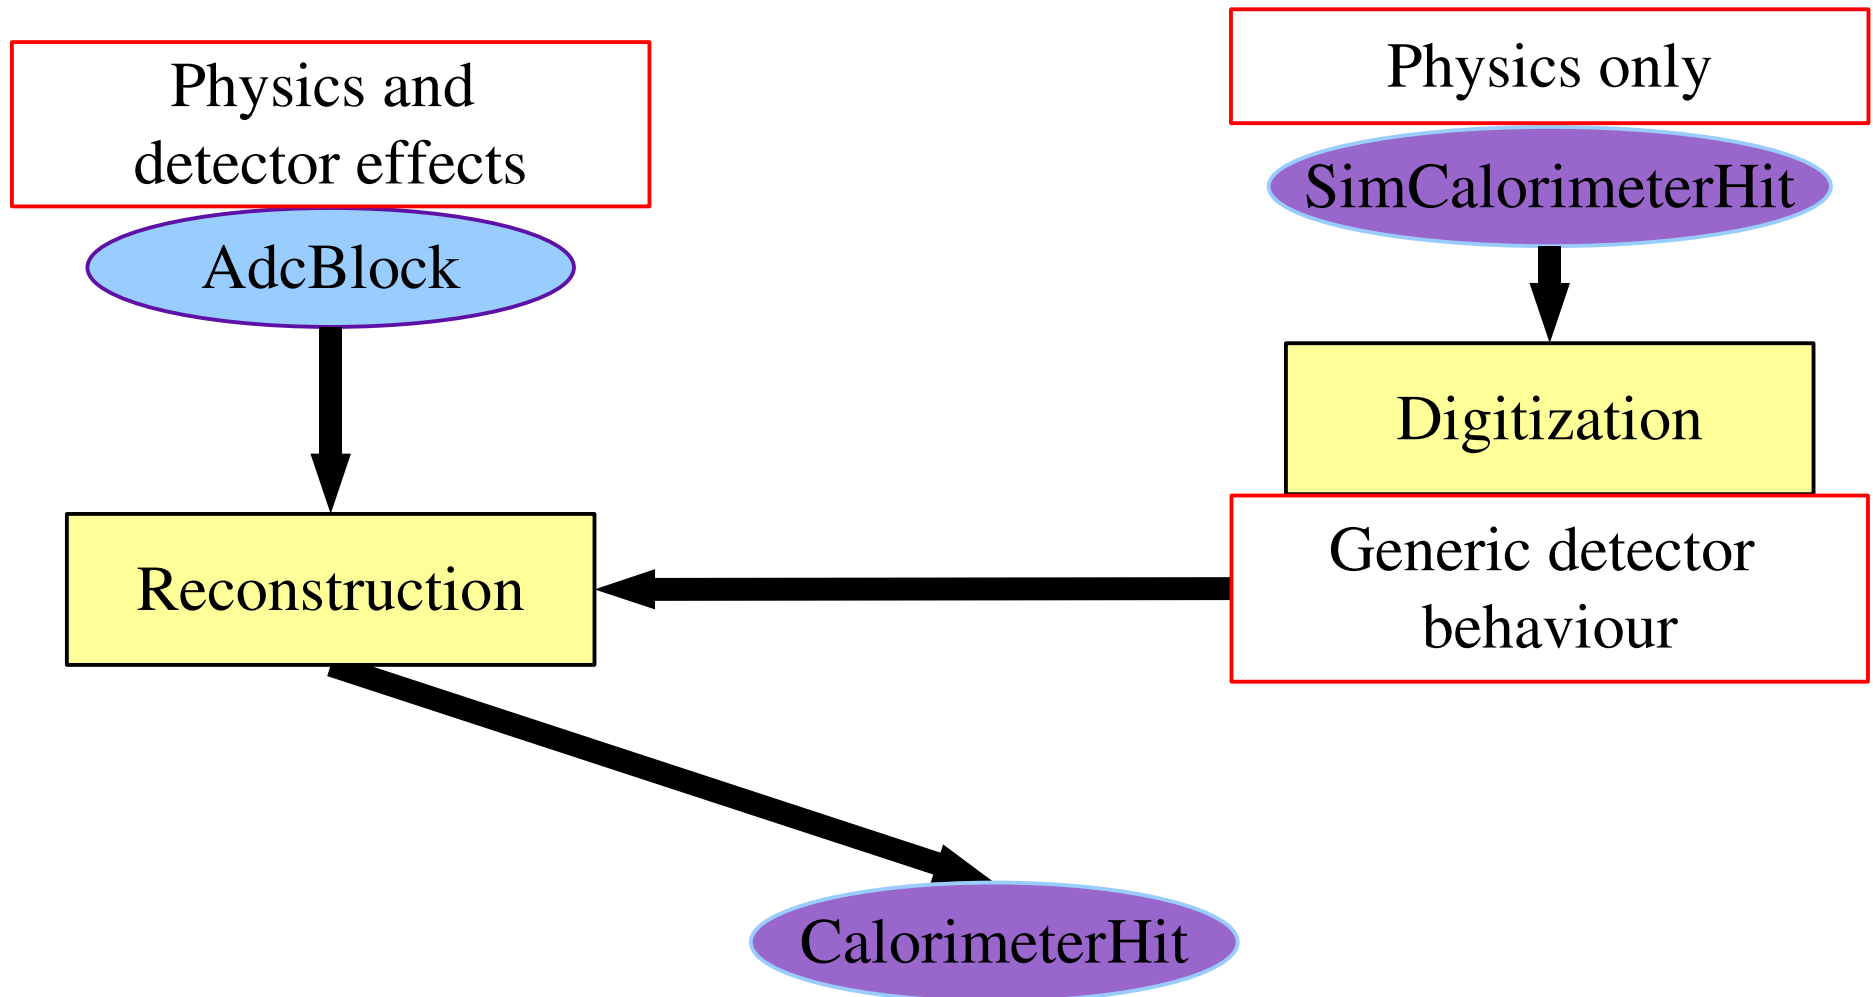 Physics and
detector effects
AdcBlock
Physics only
SimCalorimeterHit
Digitization
Generic detector
behaviour
Reconstruction
CalorimeterHit